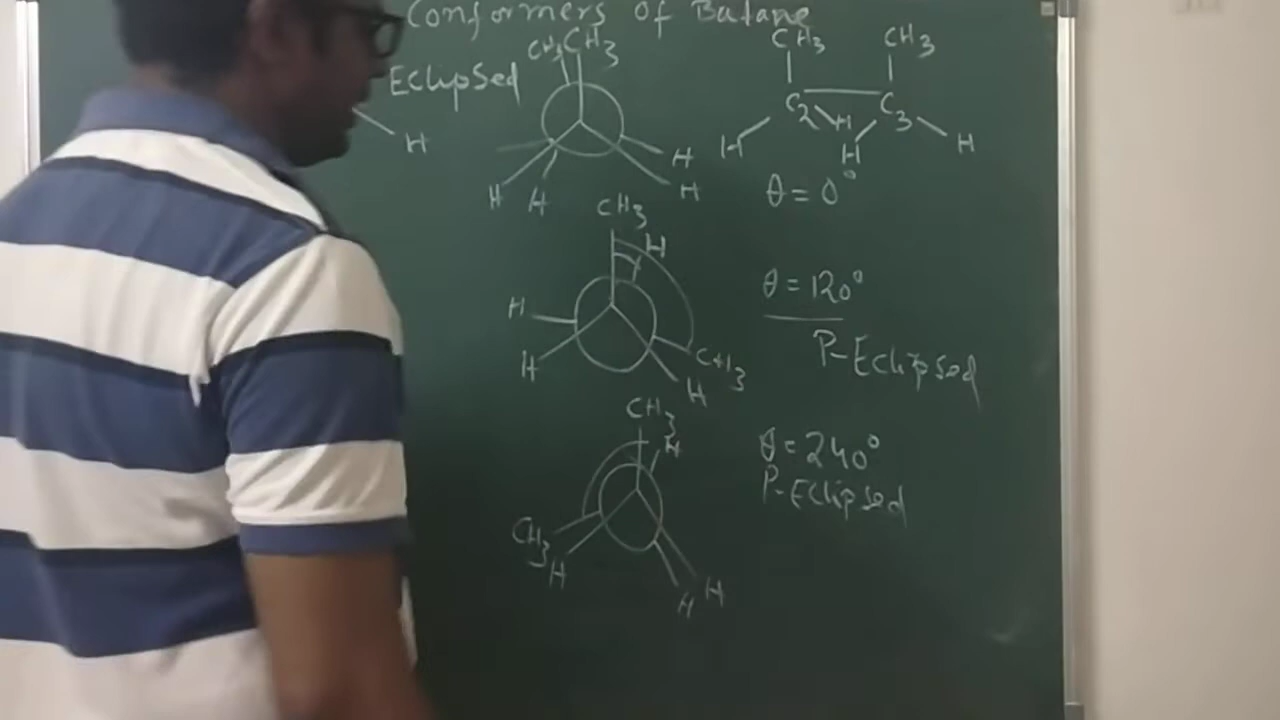 Conformers of Butane
CH3 CH3
CH3 CH3
Eclipsed
C2 C3
H
H H H H
H H
H H H
θ = 0°
CH3
H
θ = 120°
H
P-Eclipsed
H CH3
H
CH3
H
θ = 240°
P-Eclipsed
CH3
H
H H